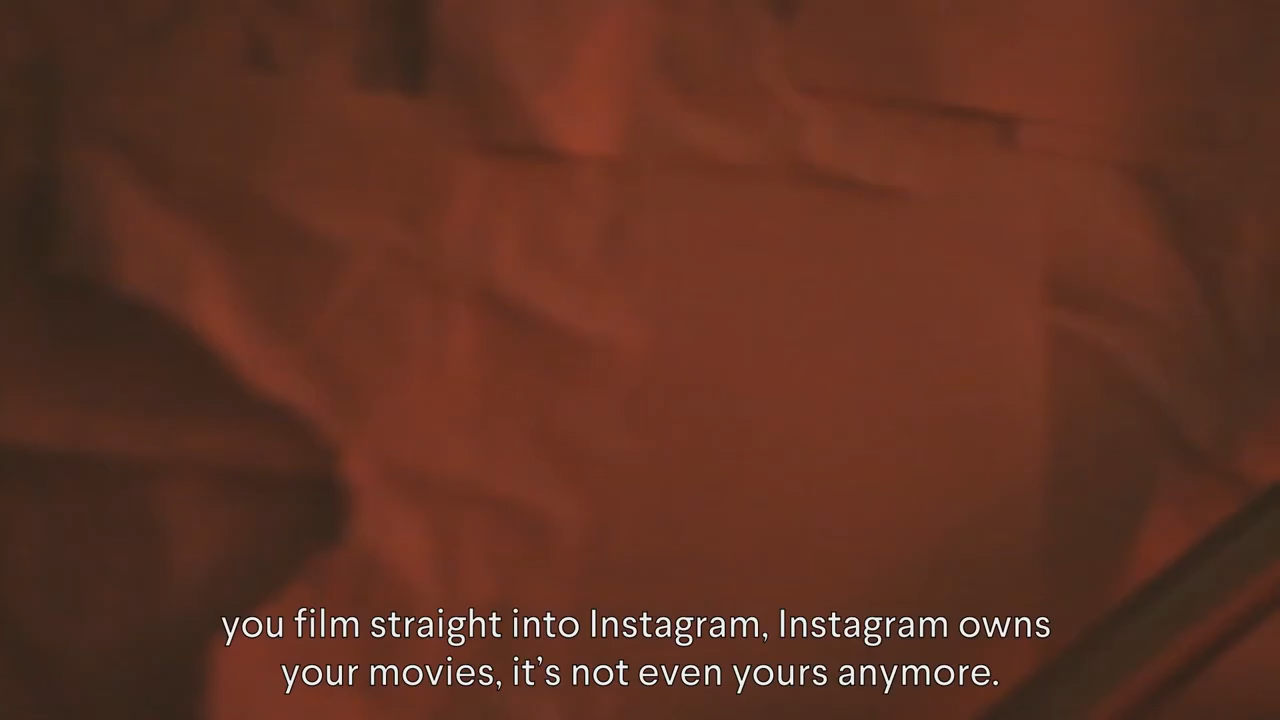 you film straight into Instagram, Instagram owns
your movies, it’s not even yours anymore.